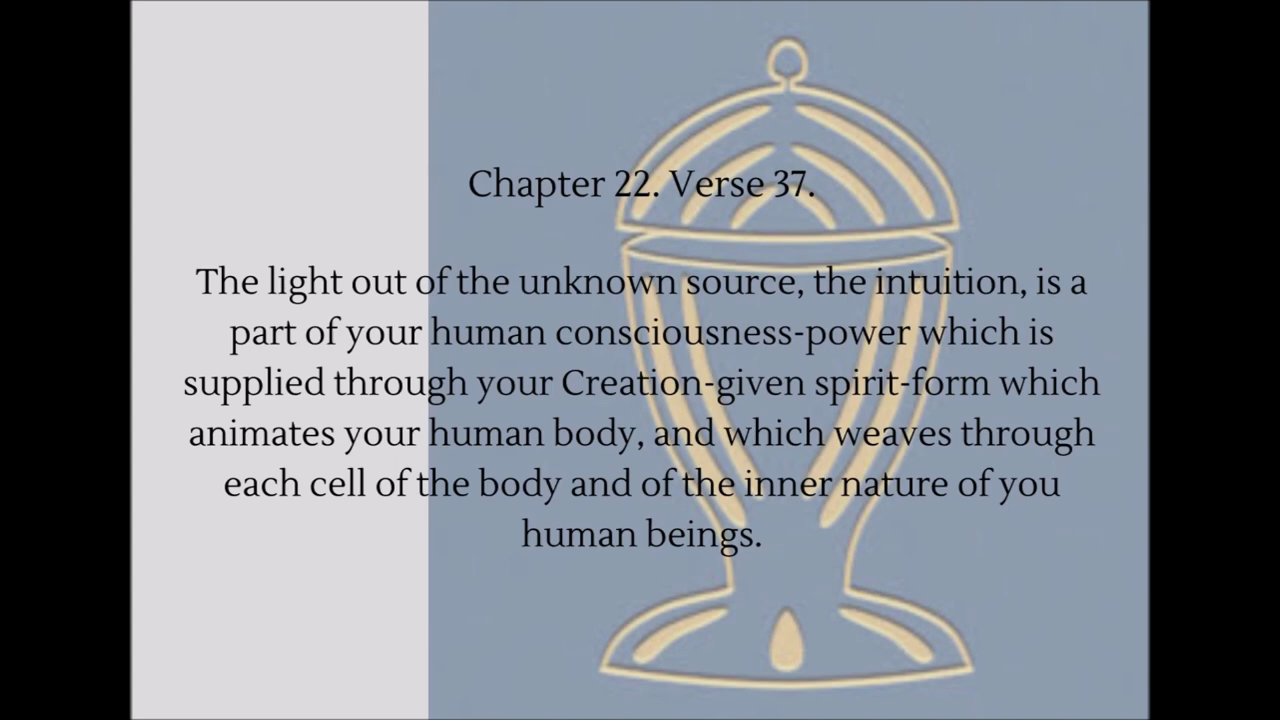 Chapter 22. Verse 37.
The light out of the unknown source, the intuition, is a
part of your human consciousness-power which is
supplied through your Creation-given spirit-form which
animates your human body, and which weaves through
each cell of the body and of the inner nature of you
human beings.